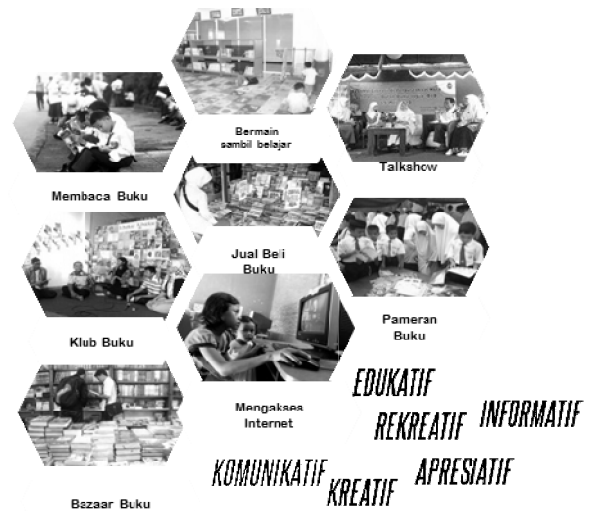 Bermain
sambil belajar
Talkshow
Membaca Buku
Jual Beli
Buku
Klub Buku
Pameran
Buku
Mengakses
Internet
Bazaar Buku
EDUKATIF
REKREATIF
INFORMATIF
KOMUNIKATIF
KREATIF
APRESIATIF